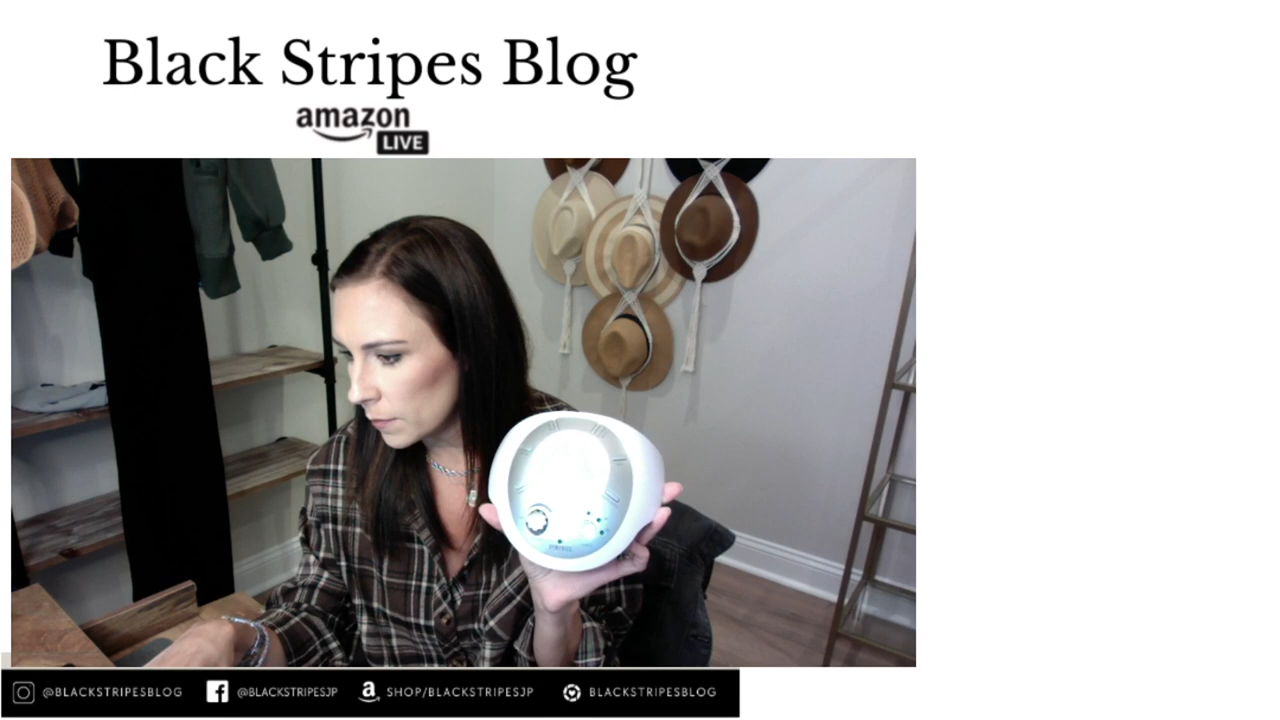 Black Stripes Blog
amazon
LIVE
@BLACKSTRIPESBLOG @BLACKSTRIPESJP SHOP/BLACKSTRIPESJP BLACKSTRIPESBLOG